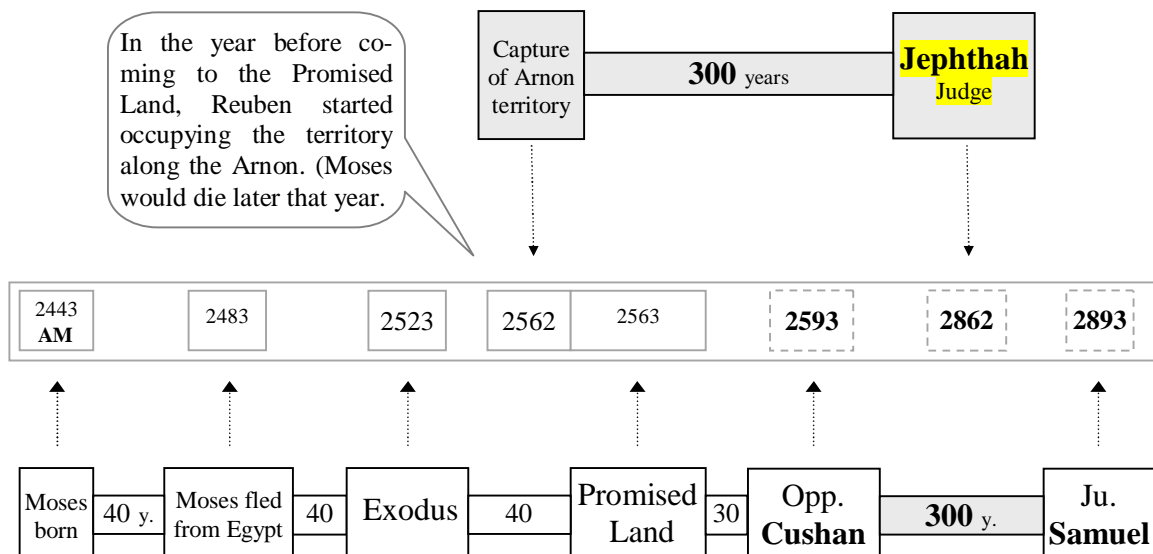 In the year before co-
ming to the Promised
Land, Reuben started
occupying the territory
along the Arnon. (Moses
would die later that year.
Capture
of Arnon
territory
300 years
Jephthah
Judge
2443
AM
2483
2523
2562
2563
2593
2862
2893
Moses
born
40 y.
Moses fled
from Egypt
40
Exodus
40
Promised
Land
30
Opp.
Cushan
300 y.
Ju.
Samuel